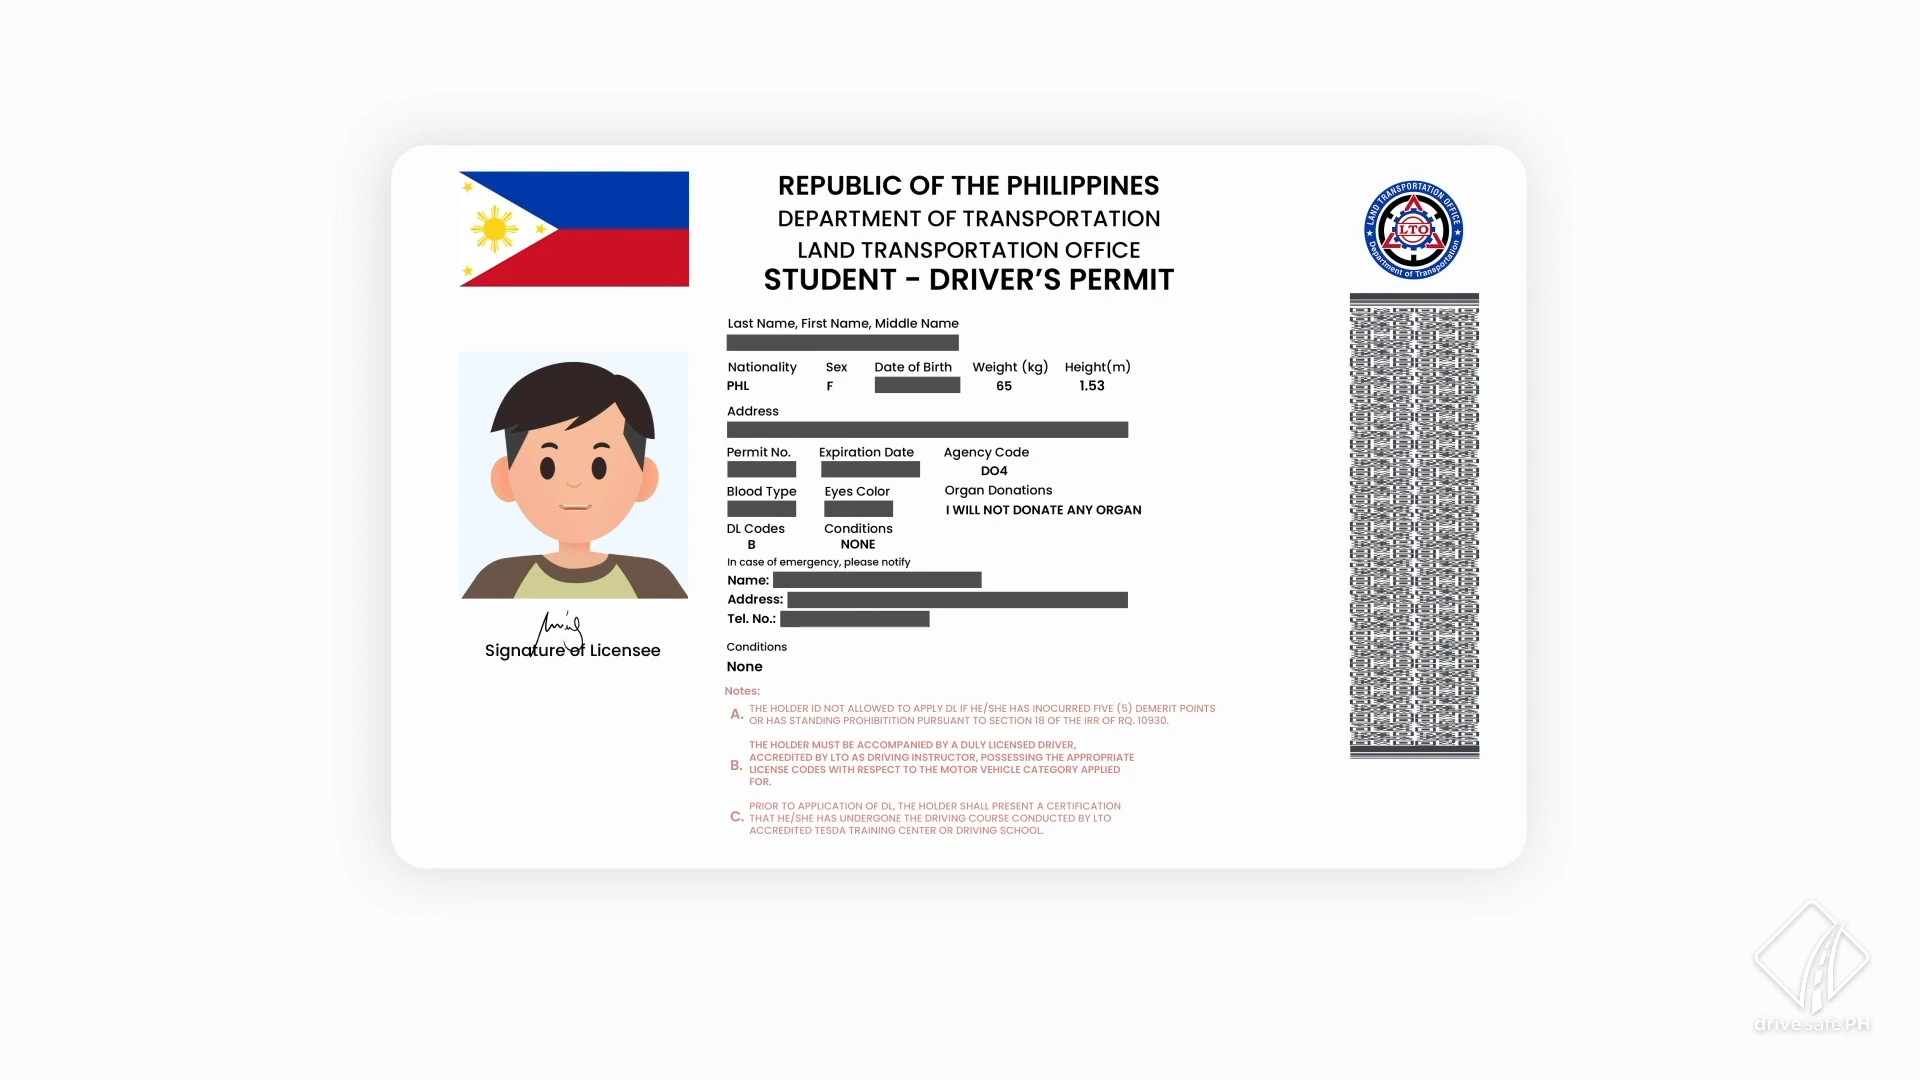 REPUBLIC OF THE PHILIPPINES
DEPARTMENT OF TRANSPORTATION
LAND TRANSPORTATION OFFICE
STUDENT - DRIVER'S PERMIT
LAND TRANSPORTATION OFFICE
LTO
Department of Transportation
Last Name, First Name, Middle Name
Nationality Sex Date of Birth Weight (kg) Height(m)
PHL F 65 1.53
Address
Permit No. Expiration Date Agency Code
DO4
Blood Type Eyes Color Organ Donations
I WILL NOT DONATE ANY ORGAN
DL Codes Conditions
B NONE
In case of emergency, please notify
Name:
Address:
Tel. No.:
Signature of Licensee
Conditions
None
Notes:
A. THE HOLDER ID NOT ALLOWED TO APPLY DL IF HE/SHE HAS INOCURRED FIVE (5) DEMERIT POINTS
OR HAS STANDING PROHIBITITION PURSUANT TO SECTION 18 OF THE IRR OF RQ. 10930.
B. THE HOLDER MUST BE ACCOMPANIED BY A DULY LICENSED DRIVER,
ACCREDITED BY LTO AS DRIVING INSTRUCTOR, POSSESSING THE APPROPRIATE
LICENSE CODES WITH RESPECT TO THE MOTOR VEHICLE CATEGORY APPLIED
FOR.
C. PRIOR TO APPLICATION OF DL, THE HOLDER SHALL PRESENT A CERTIFICATION
THAT HE/SHE HAS UNDERGONE THE DRIVING COURSE CONDUCTED BY LTO
ACCREDITED TESDA TRAINING CENTER OR DRIVING SCHOOL.
drive safe PH